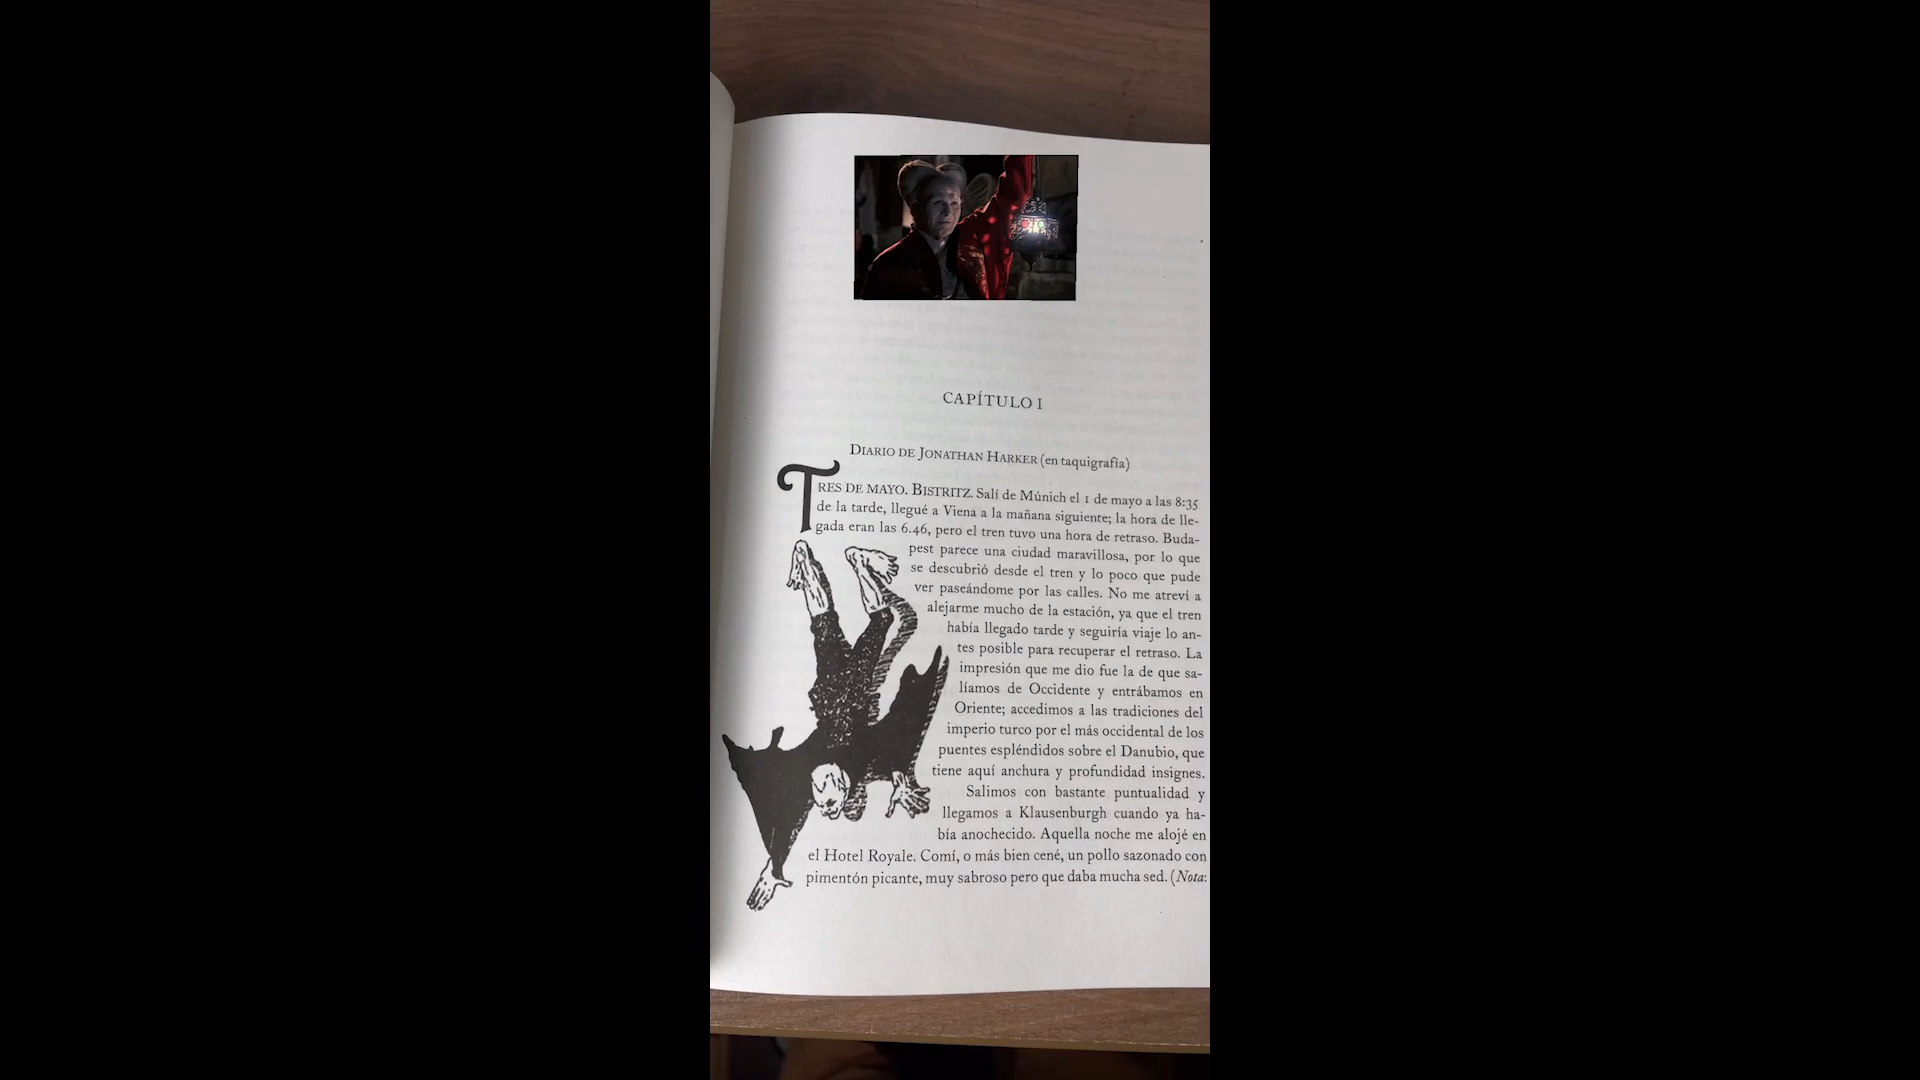 CAPÍTULO I
DIARIO DE JONATHAN HARKER (en taquigrafía)
TRES DE MAYO. BISTRITZ. Salí de Múnich el 1 de mayo a las 8:35
de la tarde, llegué a Viena a la mañana siguiente; la hora de lle-
gada eran las 6.46, pero el tren tuvo una hora de retraso. Buda-
pest parece una ciudad maravillosa, por lo que
se descubrió desde el tren y lo poco que pude
ver paseándome por las calles. No me atreví a
alejarme mucho de la estación, ya que el tren
había llegado tarde y seguiría viaje lo an-
tes posible para recuperar el retraso. La
impresión que me dio fue la de que sa-
líamos de Occidente y entrábamos en
Oriente; accedimos a las tradiciones del
imperio turco por el más occidental de los
puentes espléndidos sobre el Danubio, que
tiene aquí anchura y profundidad insignes.
Salimos con bastante puntualidad y
llegamos a Klausenburgh cuando ya ha-
bía anochecido. Aquella noche me alojé en
el Hotel Royale. Comí, o más bien cené, un pollo sazonado con
pimentón picante, muy sabroso pero que daba mucha sed. (Nota: